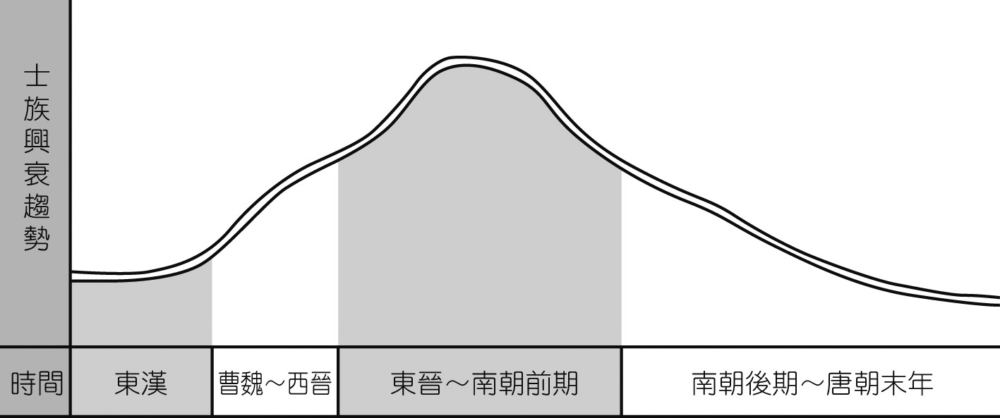 士族興衰趨勢
時間
東漢
曹魏～西晉
東晉～南朝前期
南朝後期～唐朝末年